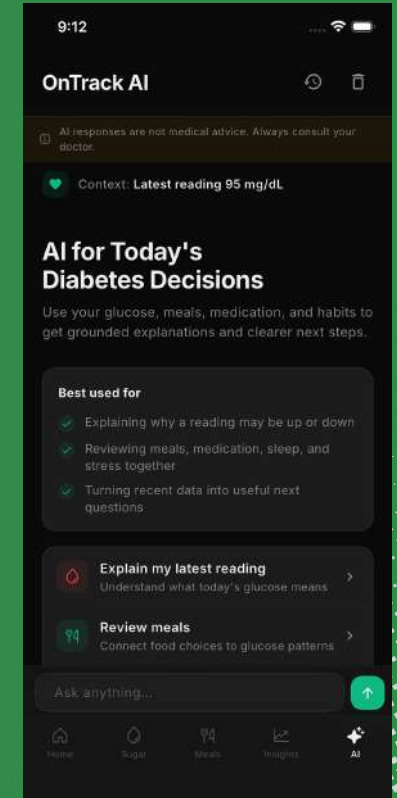 9:12
OnTrack AI
AI responses are not medical advice. Always consult your
doctor.
Context: Latest reading 95 mg/dL
AI for Today's
Diabetes Decisions
Use your glucose, meals, medication, and habits to
get grounded explanations and clearer next steps.
Best used for
Explaining why a reading may be up or down
Reviewing meals, medication, sleep, and
stress together
Turning recent data into useful next
questions
Explain my latest reading
Understand what today's glucose means
Review meals
Connect food choices to glucose patterns
Ask anything...
Home Sugar Meals Insights AI